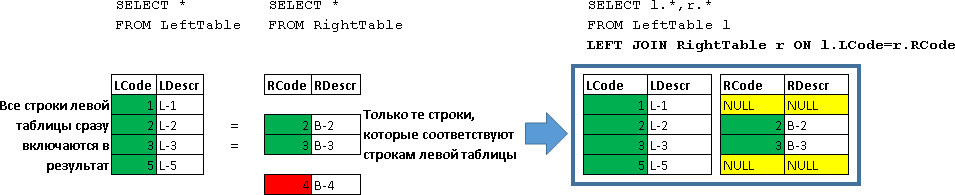 SELECT *
FROM LeftTable
SELECT *
FROM RightTable
SELECT l.*,r.*
FROM LeftTable l
LEFT JOIN RightTable r ON l.LCode=r.RCode
LCode LDescr
1 L-1
2 L-2
3 L-3
5 L-5
Все строки левой
таблицы сразу
включаются в
результат
=
=
RCode RDescr
2 B-2
3 B-3
4 B-4
Только те строки,
которые соответствуют
строкам левой таблицы
LCode LDescr RCode RDescr
1 L-1 NULL NULL
2 L-2 2 B-2
3 L-3 3 B-3
5 L-5 NULL NULL